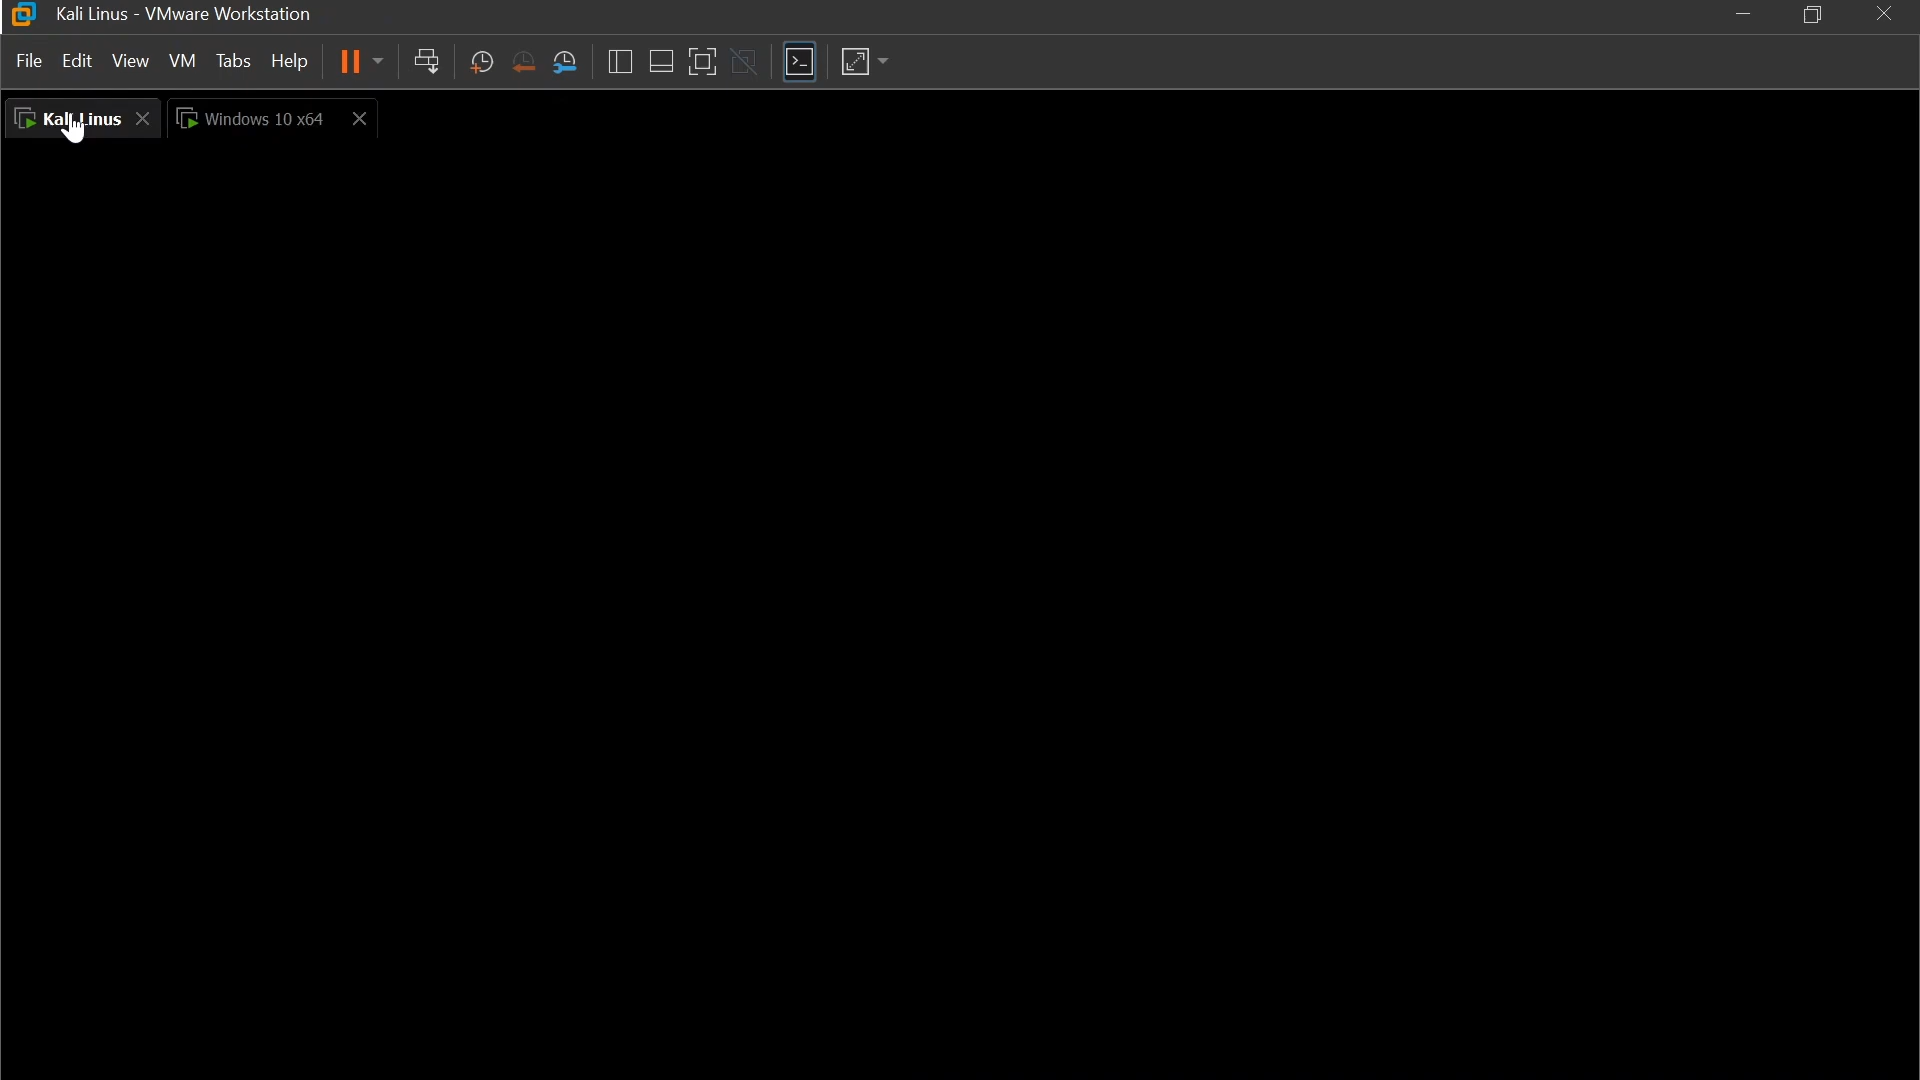 Kali Linus - VMware Workstation
File Edit View VM Tabs Help
Kali Linus Windows 10 x64